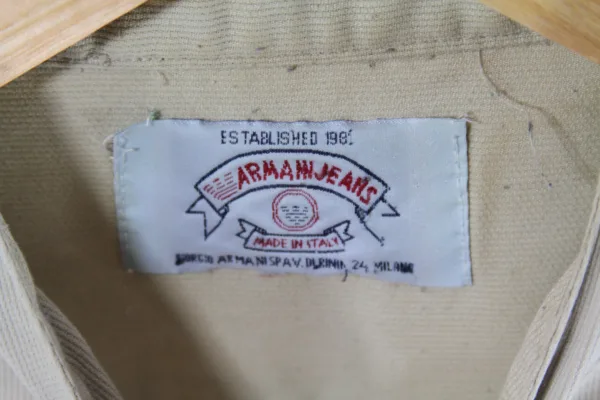 ESTABLISHED 1981
ARMANI JEANS
MADE IN ITALY
GIORGIO ARMANI SPA V. DURINI, 24, MILANO